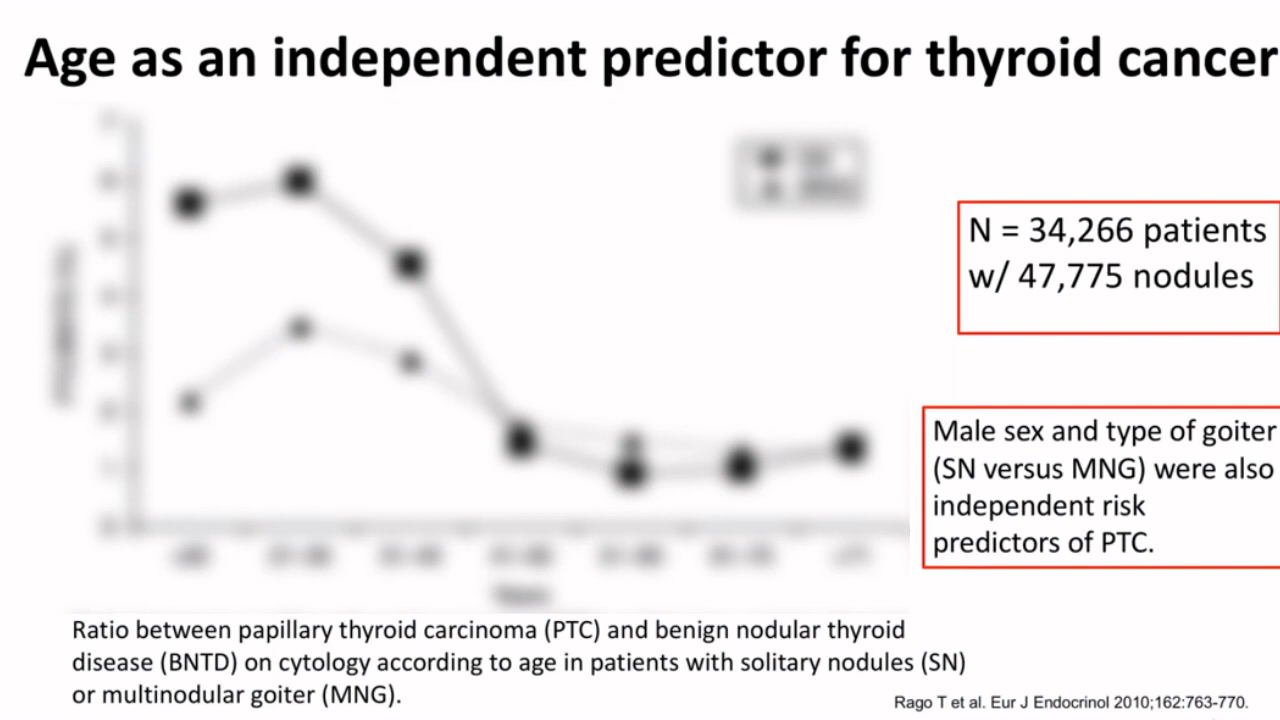 Age as an independent predictor for thyroid cancer
N = 34,266 patients
w/ 47,775 nodules
Male sex and type of goiter
(SN versus MNG) were also
independent risk
predictors of PTC.
Ratio between papillary thyroid carcinoma (PTC) and benign nodular thyroid
disease (BNTD) on cytology according to age in patients with solitary nodules (SN)
or multinodular goiter (MNG).
Rago T et al. Eur J Endocrinol 2010;162:763-770.